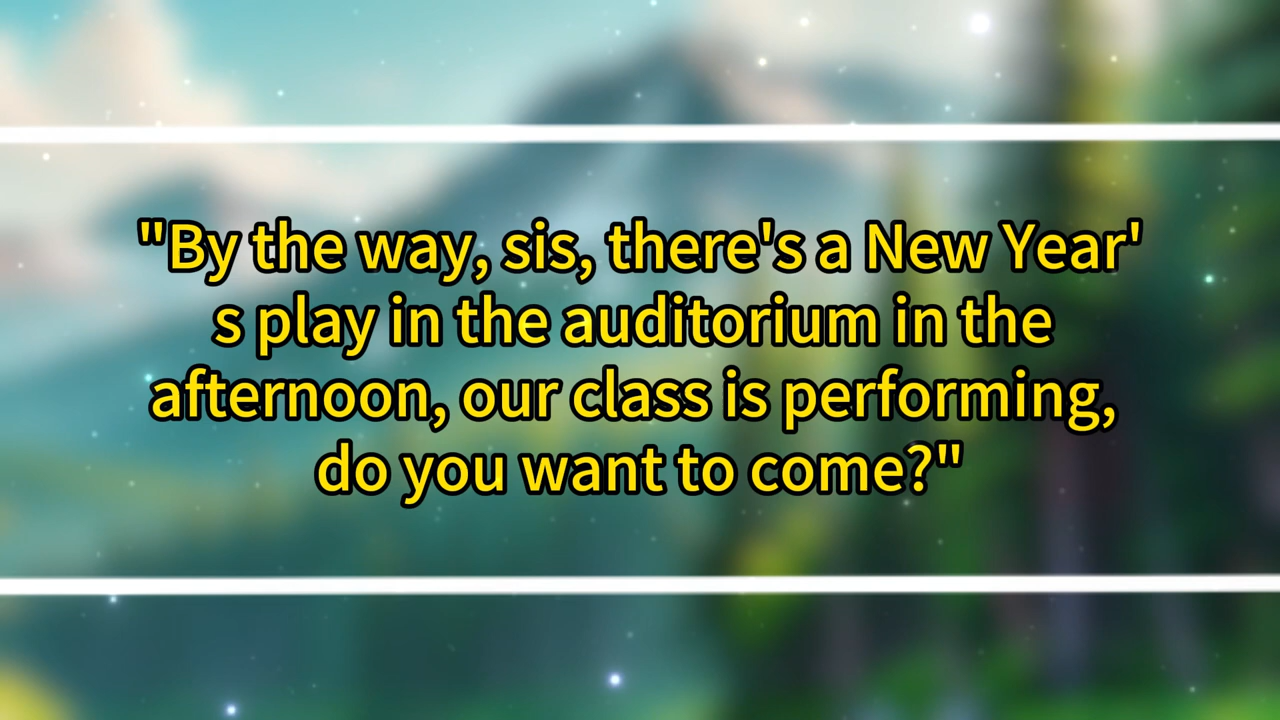 "By the way, sis, there's a New Year'
s play in the auditorium in the
afternoon, our class is performing,
do you want to come?"